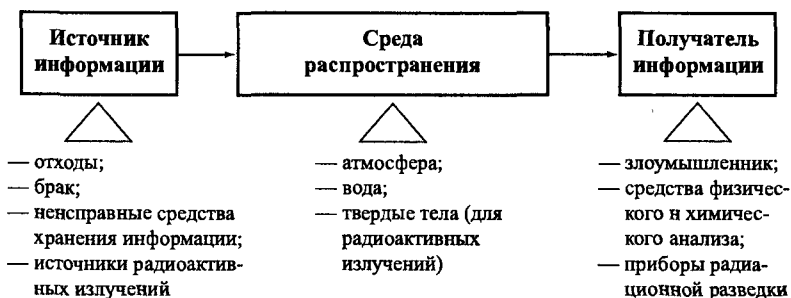 Источник
информации
Среда
распространения
Получатель
информации
— отходы;
— брак;
— неисправные средства
хранения информации;
— источники радиоактив-
ных излучений
— атмосфера;
— вода;
— твердые тела (для
радиоактивных
излучений)
— злоумышленник;
— средства физичес-
кого н химичес-
кого анализа;
— приборы радиа-
ционной разведки